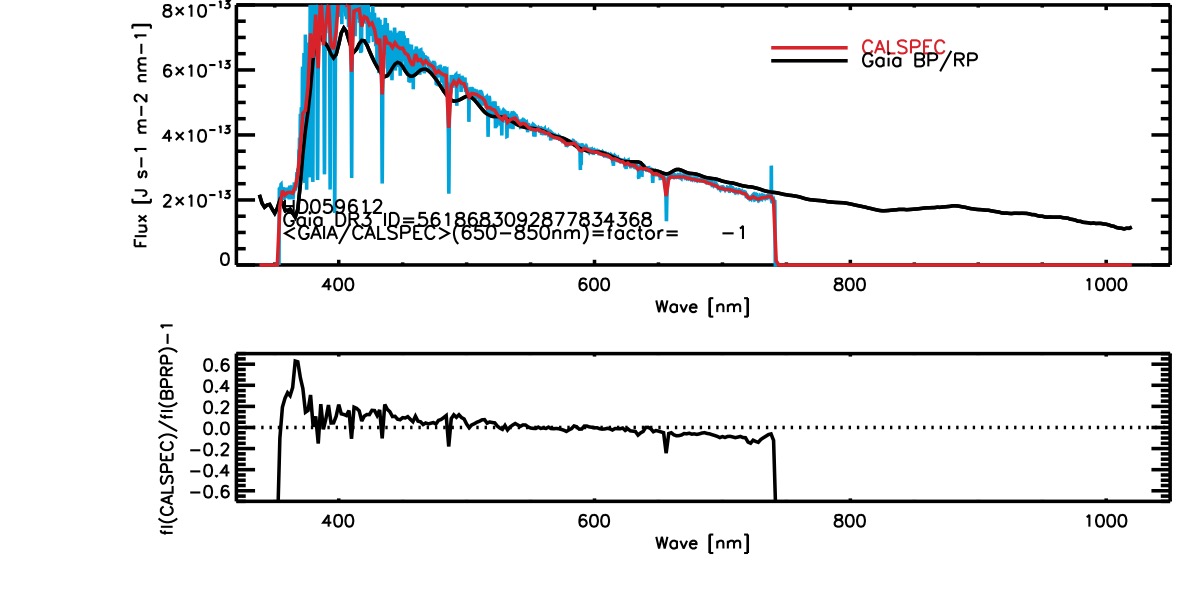 8×10−13
6×10−13
4×10−13
2×10−13
0
Flux [J s−1 m−2 nm−1]
CALSPEC
Gaia BP/RP
HD059612
Gaia DR3 ID=5618683092877834368
<GAIA/CALSPEC>(650−850nm)=factor= −1
400 600 800 1000
Wave [nm]
fl(CALSPEC)/fl(BPRP)−1
0.6
0.4
0.2
0.0
−0.2
−0.4
−0.6
400 600 800 1000
Wave [nm]